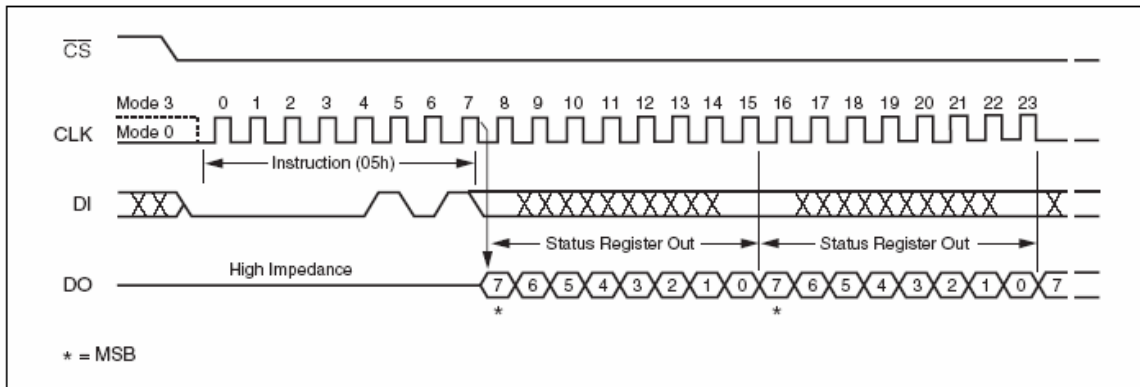 CS
Mode 3 0 1 2 3 4 5 6 7 8 9 10 11 12 13 14 15 16 17 18 19 20 21 22 23
CLK Mode 0
Instruction (05h)
DI
Status Register Out Status Register Out
High Impedance
DO 7 6 5 4 3 2 1 0 7 6 5 4 3 2 1 0 7
* *
* = MSB